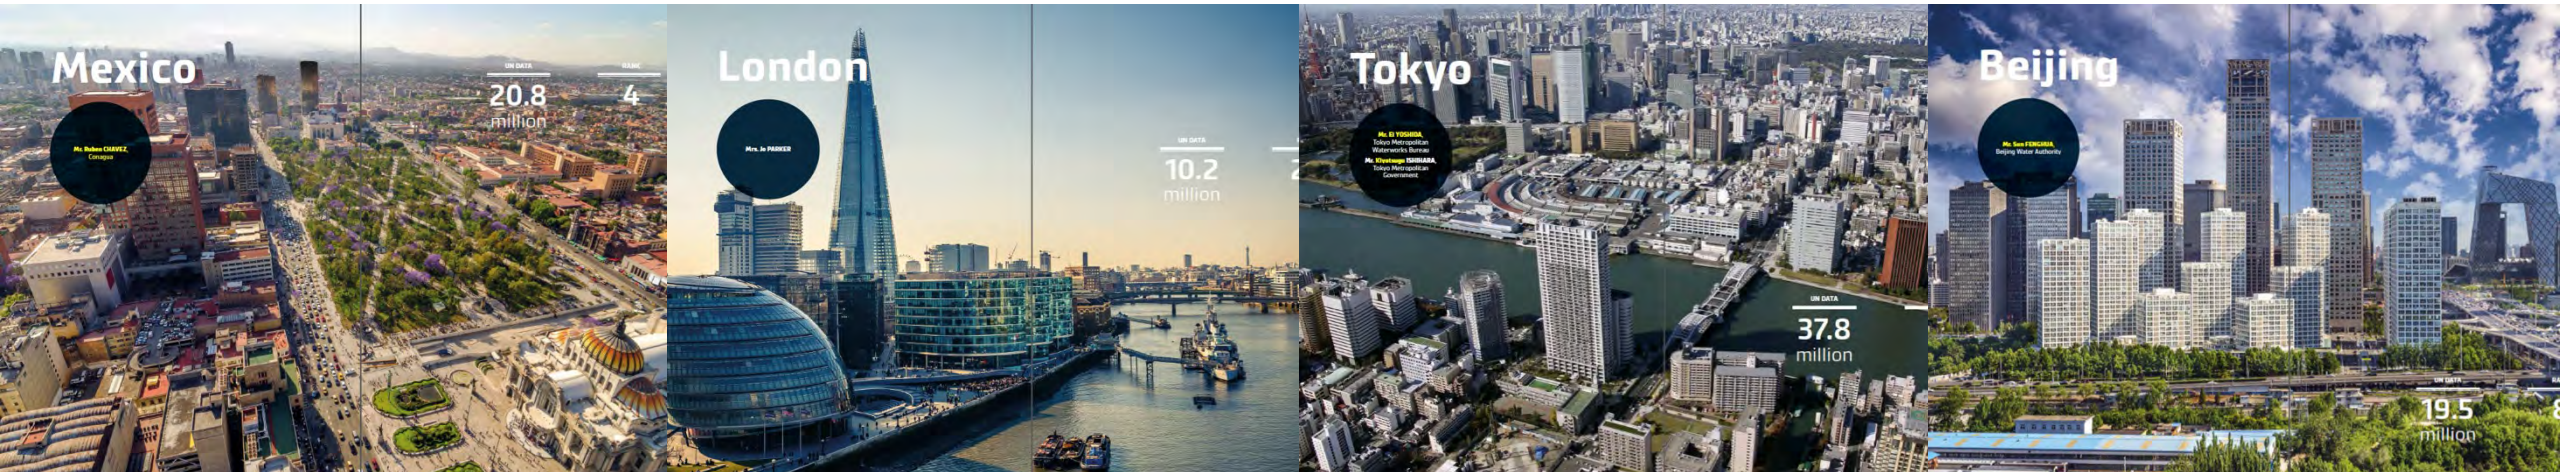 Mexico
Mr. Ruben CHAVEZ,
Conagua
UN DATA
20.8
million
RANK
4
London
Mrs. Jo PARKER
UN DATA
10.2
million
Tokyo
Mr. Ei YOSHIDA,
Tokyo Metropolitan
Waterworks Bureau
Mr. Kiyotsugu ISHIHARA,
Tokyo Metropolitan
Government
UN DATA
37.8
million
Beijing
Mr. Sun FENGHUA,
Beijing Water Authority
UN DATA
19.5
million